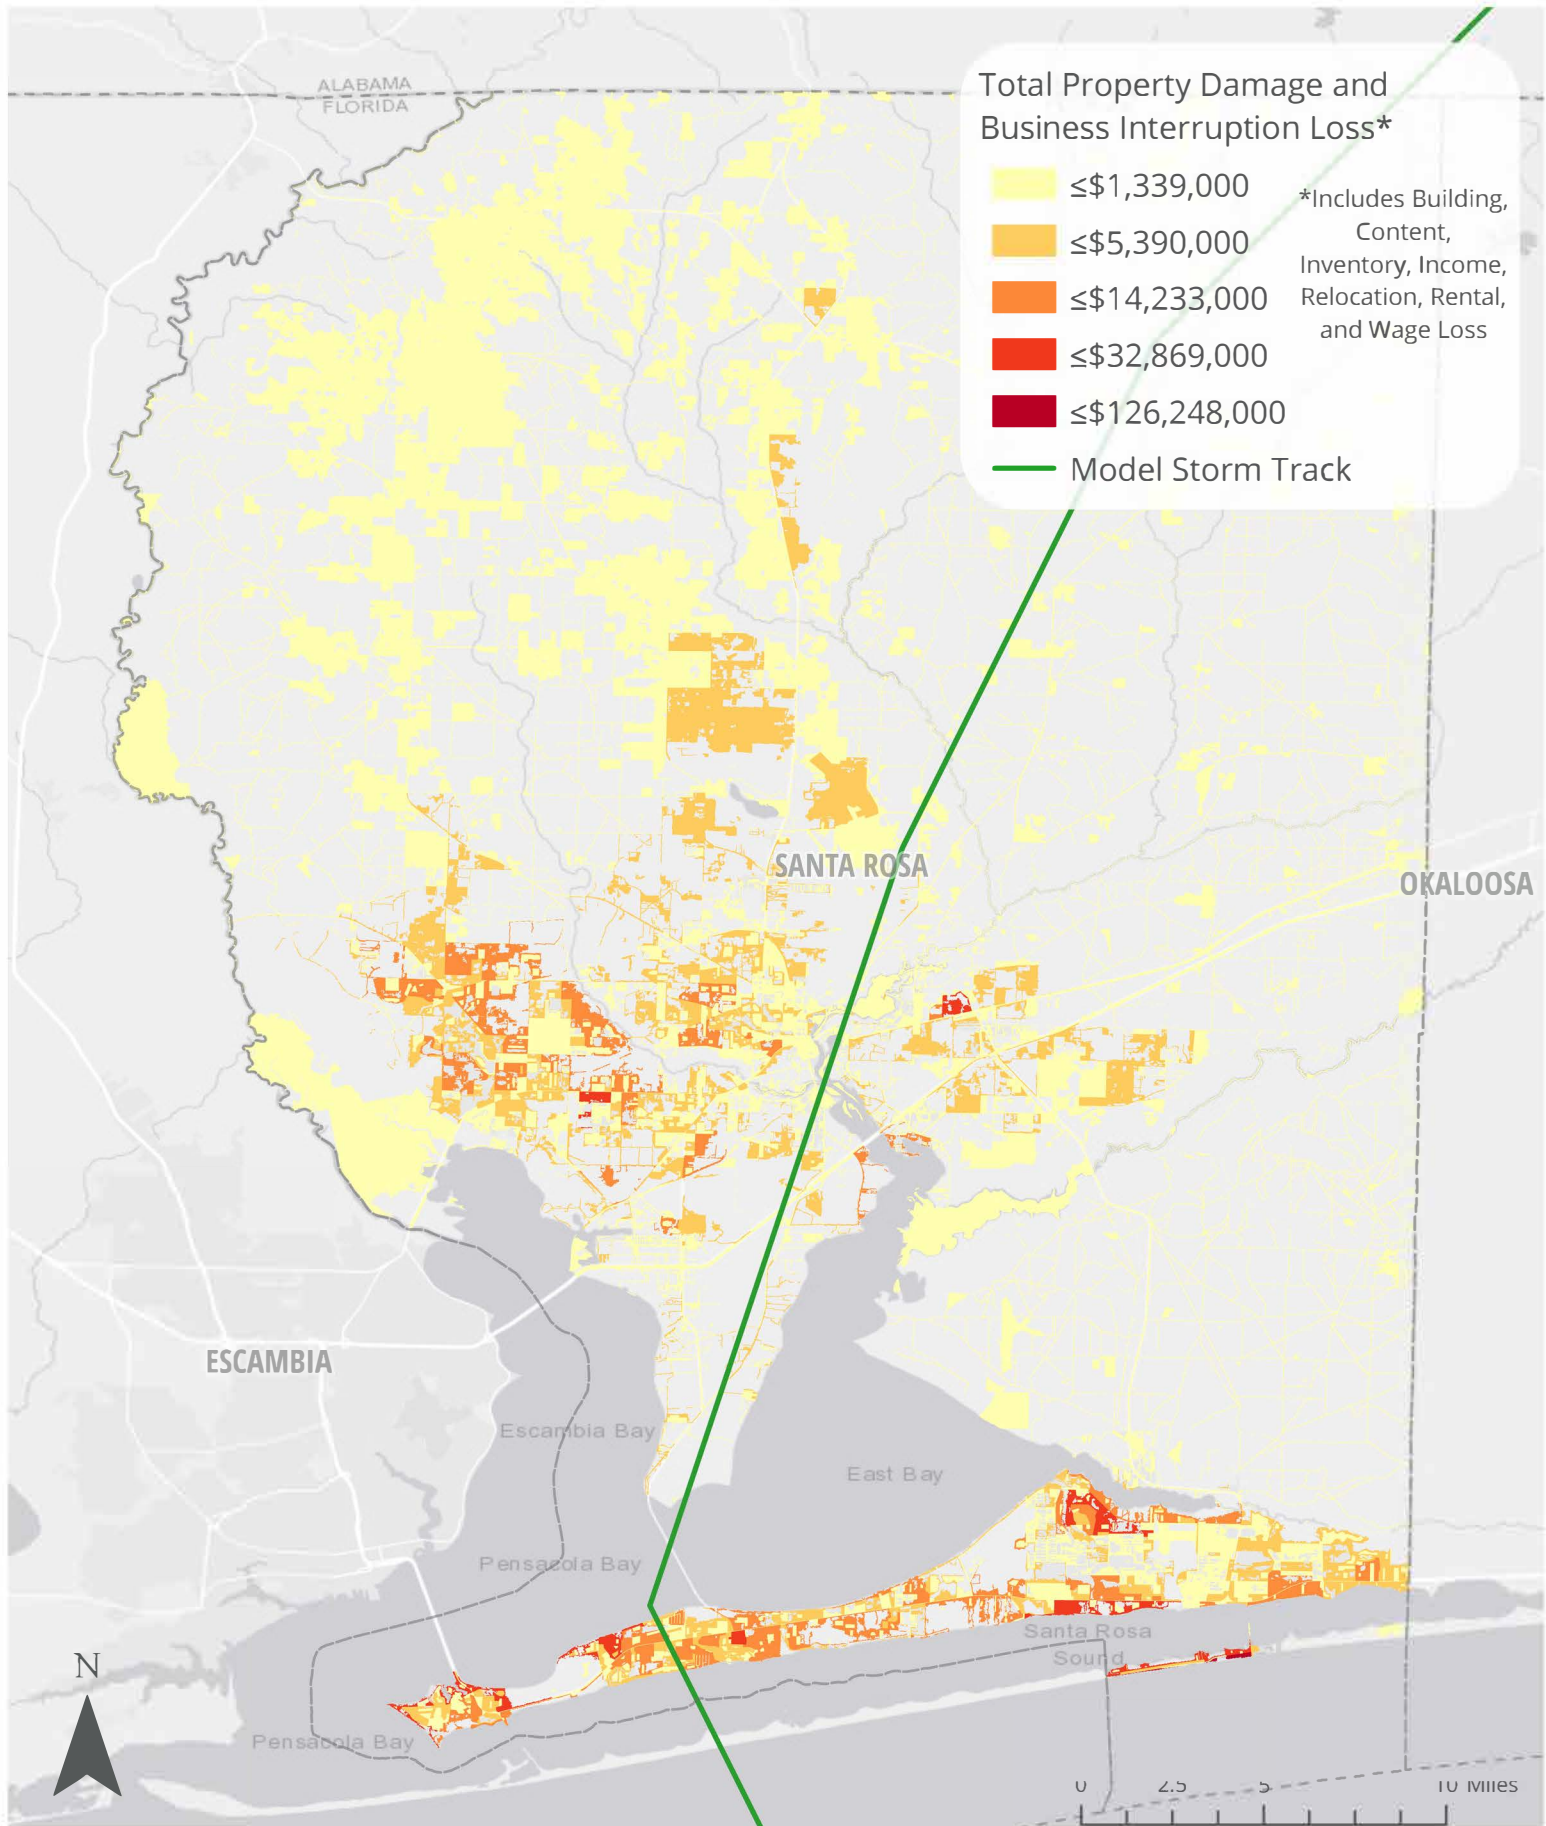 ALABAMA
FLORIDA
Total Property Damage and
Business Interruption Loss*
≤$1,339,000
≤$5,390,000
≤$14,233,000
≤$32,869,000
≤$126,248,000
Model Storm Track
*Includes Building,
Content,
Inventory, Income,
Relocation, Rental,
and Wage Loss
SANTA ROSA
OKALOOSA
ESCAMBIA
Escambia Bay
East Bay
Pensacola Bay
Santa Rosa
Sound
N
Pensacola Bay
0 2.5 5 10 Miles